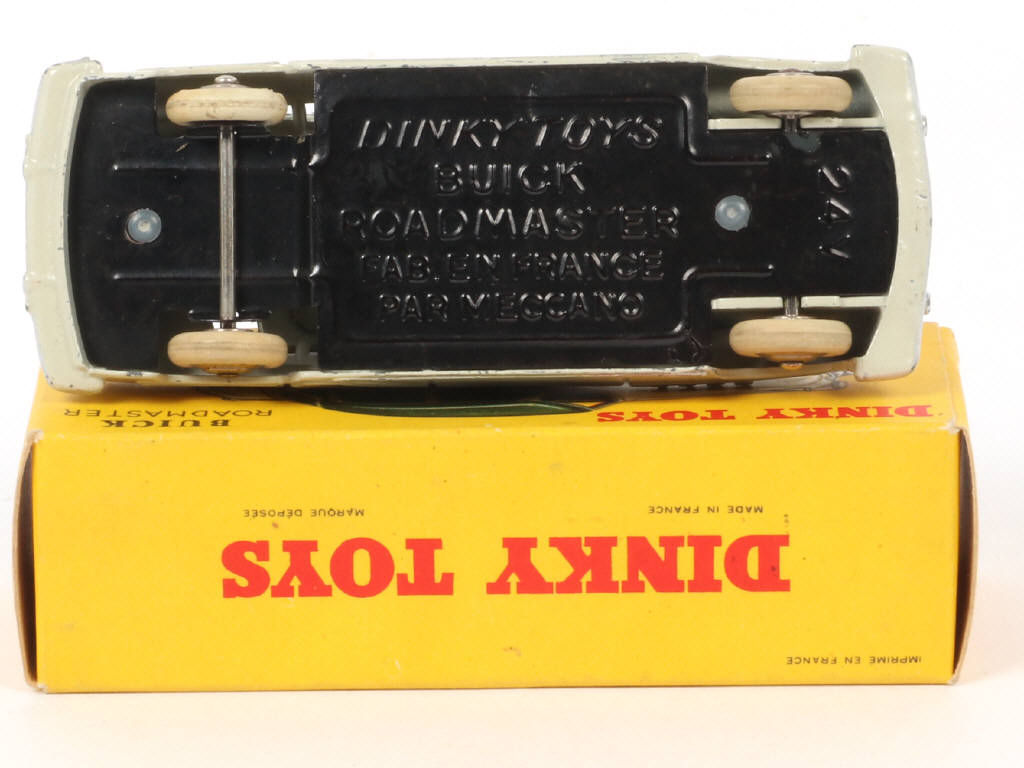 DINKY TOYS
BUICK
ROADMASTER
FAB. EN FRANCE
PAR MECCANO
24V
BUICK
ROADMASTER
DINKY TOYS
MADE IN FRANCE
MARQUE DÉPOSÉE
DINKY TOYS
IMPRIMÉ EN FRANCE